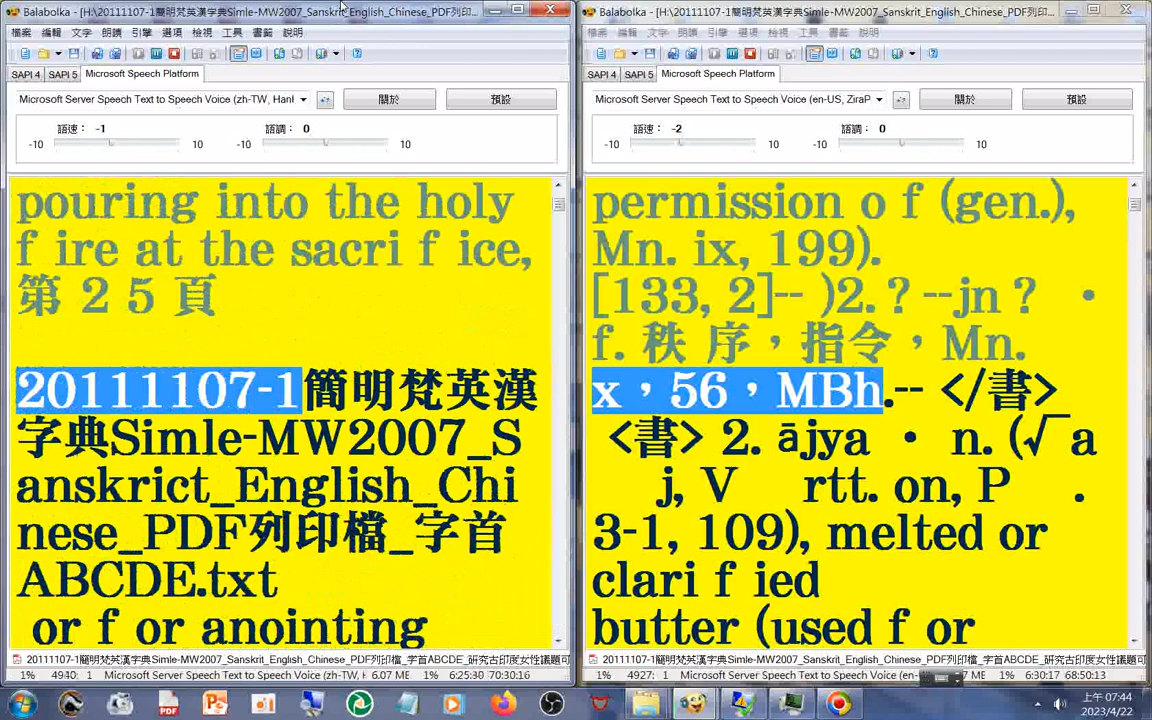 Balabolka - [H:\20111107-1簡明梵英漢字典Simle-MW2007_Sanskrit_English_Chinese_PDF列印...
檔案 編輯 文字 朗讀 引擎 選項 檢視 工具 書籤 說明
SAPI 4 SAPI 5 Microsoft Speech Platform
Microsoft Server Speech Text to Speech Voice (zh-TW, Hanl
關於 預設
語速： -1 語調： 0
-10 10 -10 10
pouring into the holy
f ire at the sacri f ice,
第 2 5 頁
20111107-1簡明梵英漢
字典Simle-MW2007_S
anskrict_English_Chi
nese_PDF列印檔_字首
ABCDE.txt
or f or anointing
20111107-1簡明梵英漢字典Simle-MW2007_Sanskrit_English_Chinese_PDF列印檔_字首ABCDE_研究古印度女性議題可
1% 4940: 1 Microsoft Server Speech Text to Speech Voice (zh-TW, H 6.07 MB 1% 6:25:30 70:30:16
Balabolka - [H:\20111107-1簡明梵英漢字典Simle-MW2007_Sanskrit_English_Chinese_PDF列印...
檔案 編輯 文字 朗讀 引擎 選項 檢視 工具 書籤 說明
SAPI 4 SAPI 5 Microsoft Speech Platform
Microsoft Server Speech Text to Speech Voice (en-US, ZiraP
關於 預設
語速： -2 語調： 0
-10 10 -10 10
permission o f (gen.),
Mn. ix, 199).
[133, 2]-- )2.？--jn？ •
f. 秩 序，指令，Mn.
x，56，MBh.-- </書>
<書> 2. ājya • n. (√a
j, V rtt. on, P .
3-1, 109), melted or
clari f ied
butter (used f or
20111107-1簡明梵英漢字典Simle-MW2007_Sanskrit_English_Chinese_PDF列印檔_字首ABCDE_研究古印度女性議題可
1% 4927: 1 Microsoft Server Speech Text to Speech Voice (en- 7.16 MB 1% 6:30:17 68:50:13
上午 07:44
2023/4/22